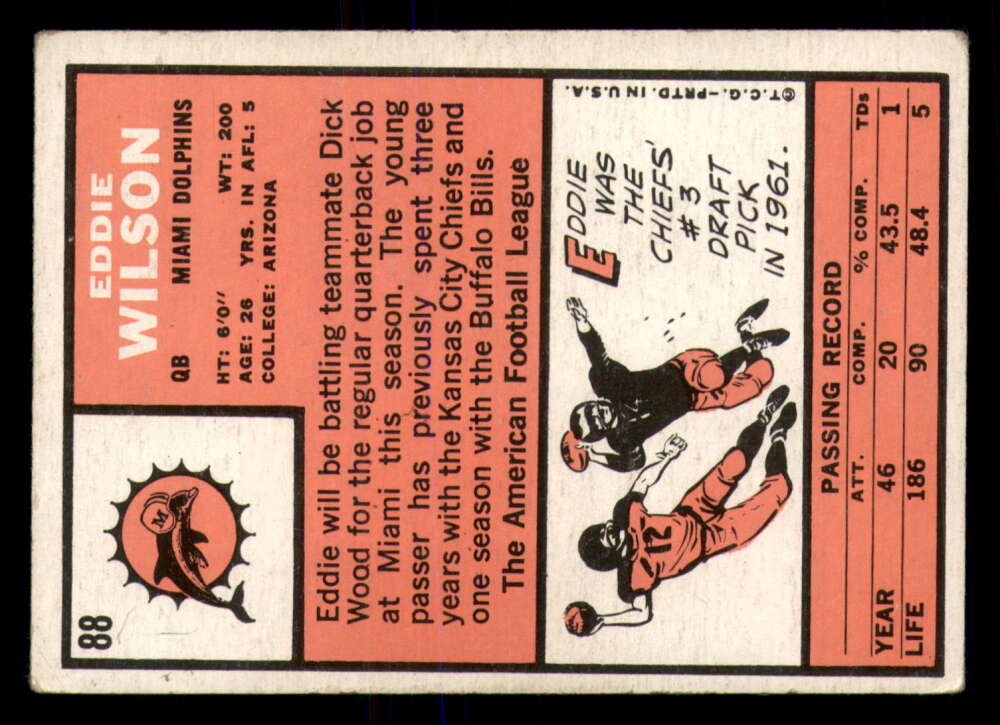 88
EDDIE
WILSON
QB MIAMI DOLPHINS
HT: 6'0" WT: 200
AGE: 26 YRS. IN AFL: 5
COLLEGE: ARIZONA
M
Eddie will be battling teammate Dick
Wood for the regular quarterback job
at Miami this season. The young
passer has previously spent three
years with the Kansas City Chiefs and
one season with the Buffalo Bills.
The American Football League
12
EDDIE
WAS
THE
CHIEFS'
#3
DRAFT
PICK
IN 1961.
©T.C.G.-PRTD. IN U.S.A.
PASSING RECORD
ATT. COMP. % COMP. TDs
YEAR 46 20 43.5 1
LIFE 186 90 48.4 5